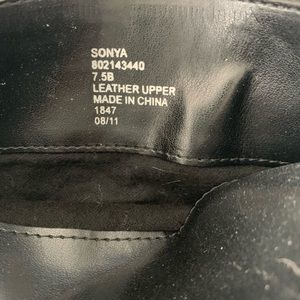 SONYA
802143440
7.5B
LEATHER UPPER
MADE IN CHINA
1847
08/11